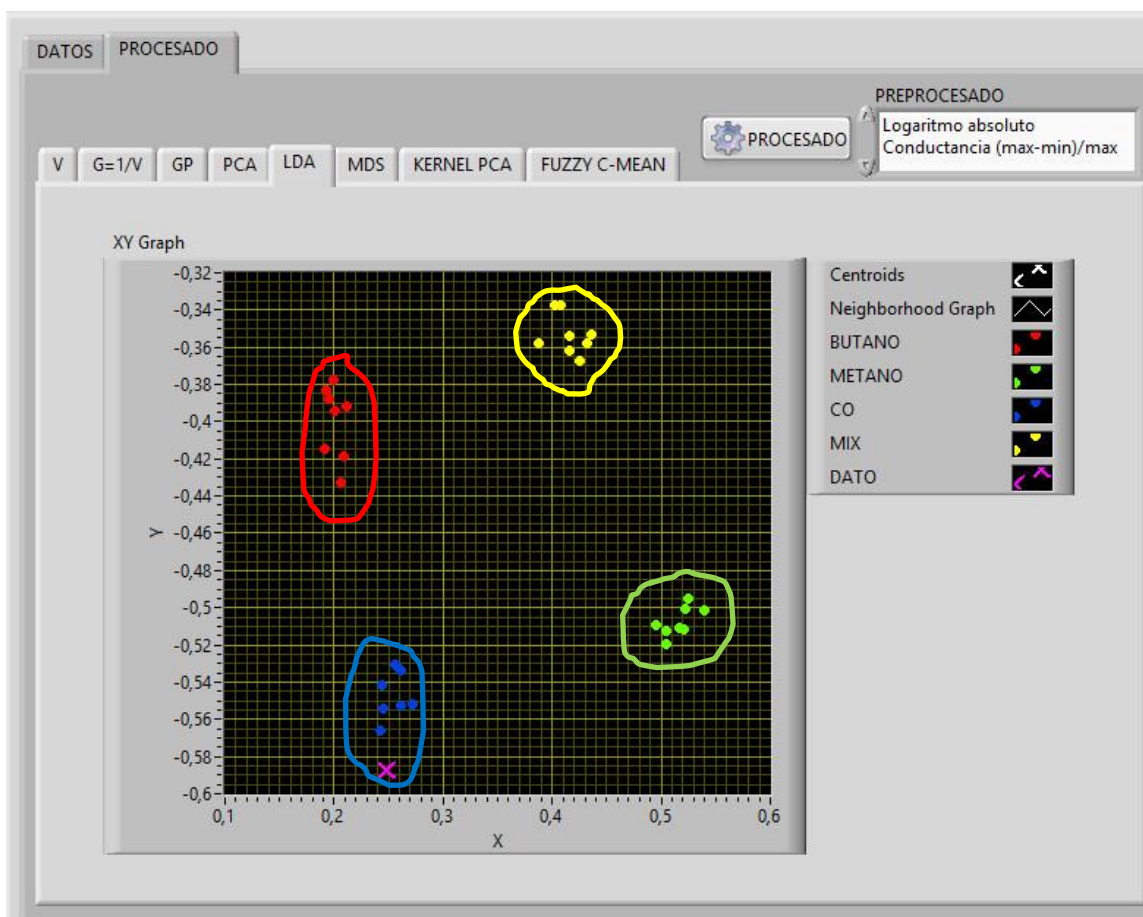 DATOS PROCESADO
PREPROCESADO
PROCESADO
Logaritmo absoluto
Conductancia (max-min)/max
V G=1/V GP PCA LDA MDS KERNEL PCA FUZZY C-MEAN
XY Graph
Centroids
Neighborhood Graph
BUTANO
METANO
CO
MIX
DATO
-0,32
-0,34
-0,36
-0,38
-0,4
-0,42
-0,44
-0,46
-0,48
-0,5
-0,52
-0,54
-0,56
-0,58
-0,6
Y
0,1 0,2 0,3 0,4 0,5 0,6
X